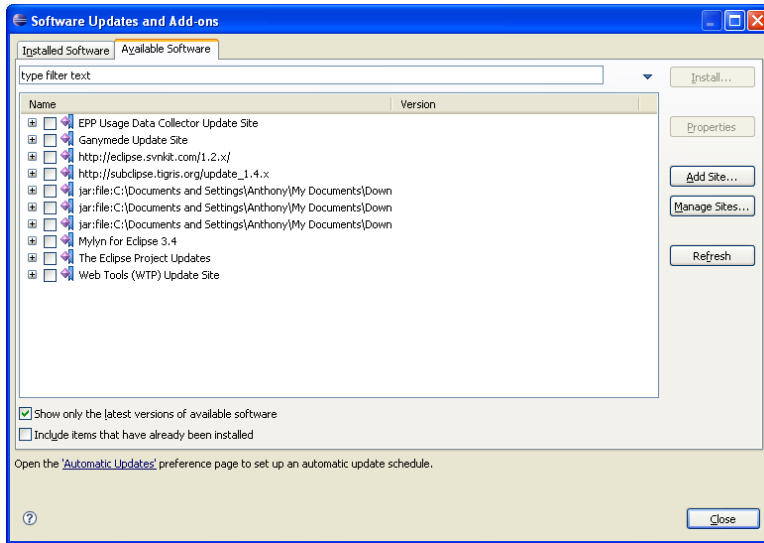 Software Updates and Add-ons
Installed Software Available Software
type filter text
Install...
Name Version
EPP Usage Data Collector Update Site
Properties
Ganymede Update Site
http://eclipse.svnkit.com/1.2.x/
http://subclipse.tigris.org/update_1.4.x
Add Site...
jar:file:C:\Documents and Settings\Anthony\My Documents\Down
jar:file:C:\Documents and Settings\Anthony\My Documents\Down
Manage Sites...
jar:file:C:\Documents and Settings\Anthony\My Documents\Down
Mylyn for Eclipse 3.4
The Eclipse Project Updates
Refresh
Web Tools (WTP) Update Site
Show only the latest versions of available software
Include items that have already been installed
Open the 'Automatic Updates' preference page to set up an automatic update schedule.
? Close